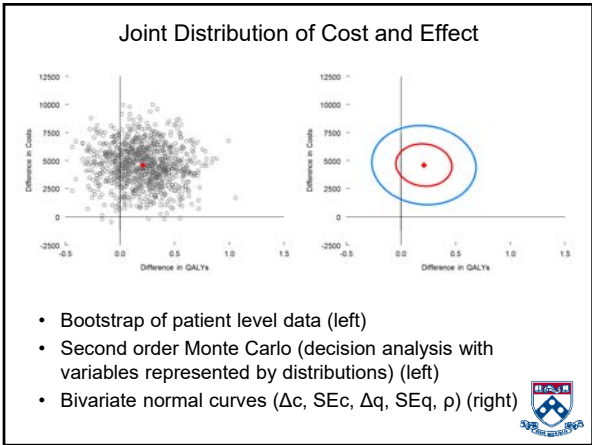 Joint Distribution of Cost and Effect
12500
10000
7500
5000
2500
0
-2500
-0.5
0.0
0.5
1.0
1.5
Difference in Costs
Difference in QALYs
12500
10000
7500
5000
2500
0
-2500
-0.5
0.0
0.5
1.0
1.5
Difference in Costs
Difference in QALYs
• Bootstrap of patient level data (left)
• Second order Monte Carlo (decision analysis with
variables represented by distributions) (left)
• Bivariate normal curves (Δc, SEc, Δq, SEq, ρ) (right)